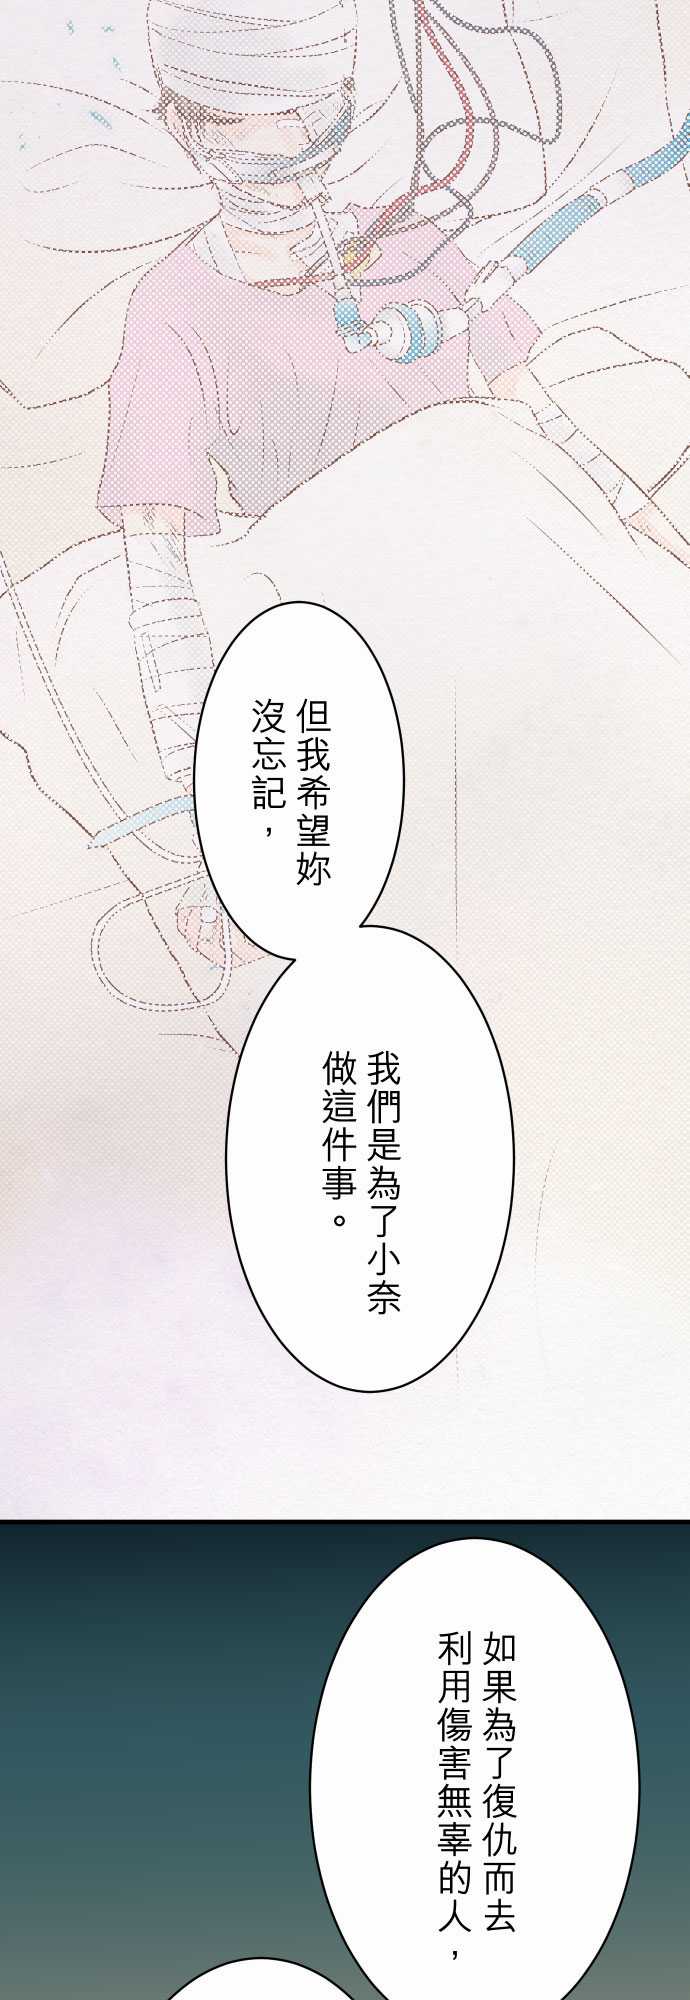 但我希望妳
沒忘記，
我們是為了小奈
做這件事。
如果為了復仇而去
利用傷害無辜的人，